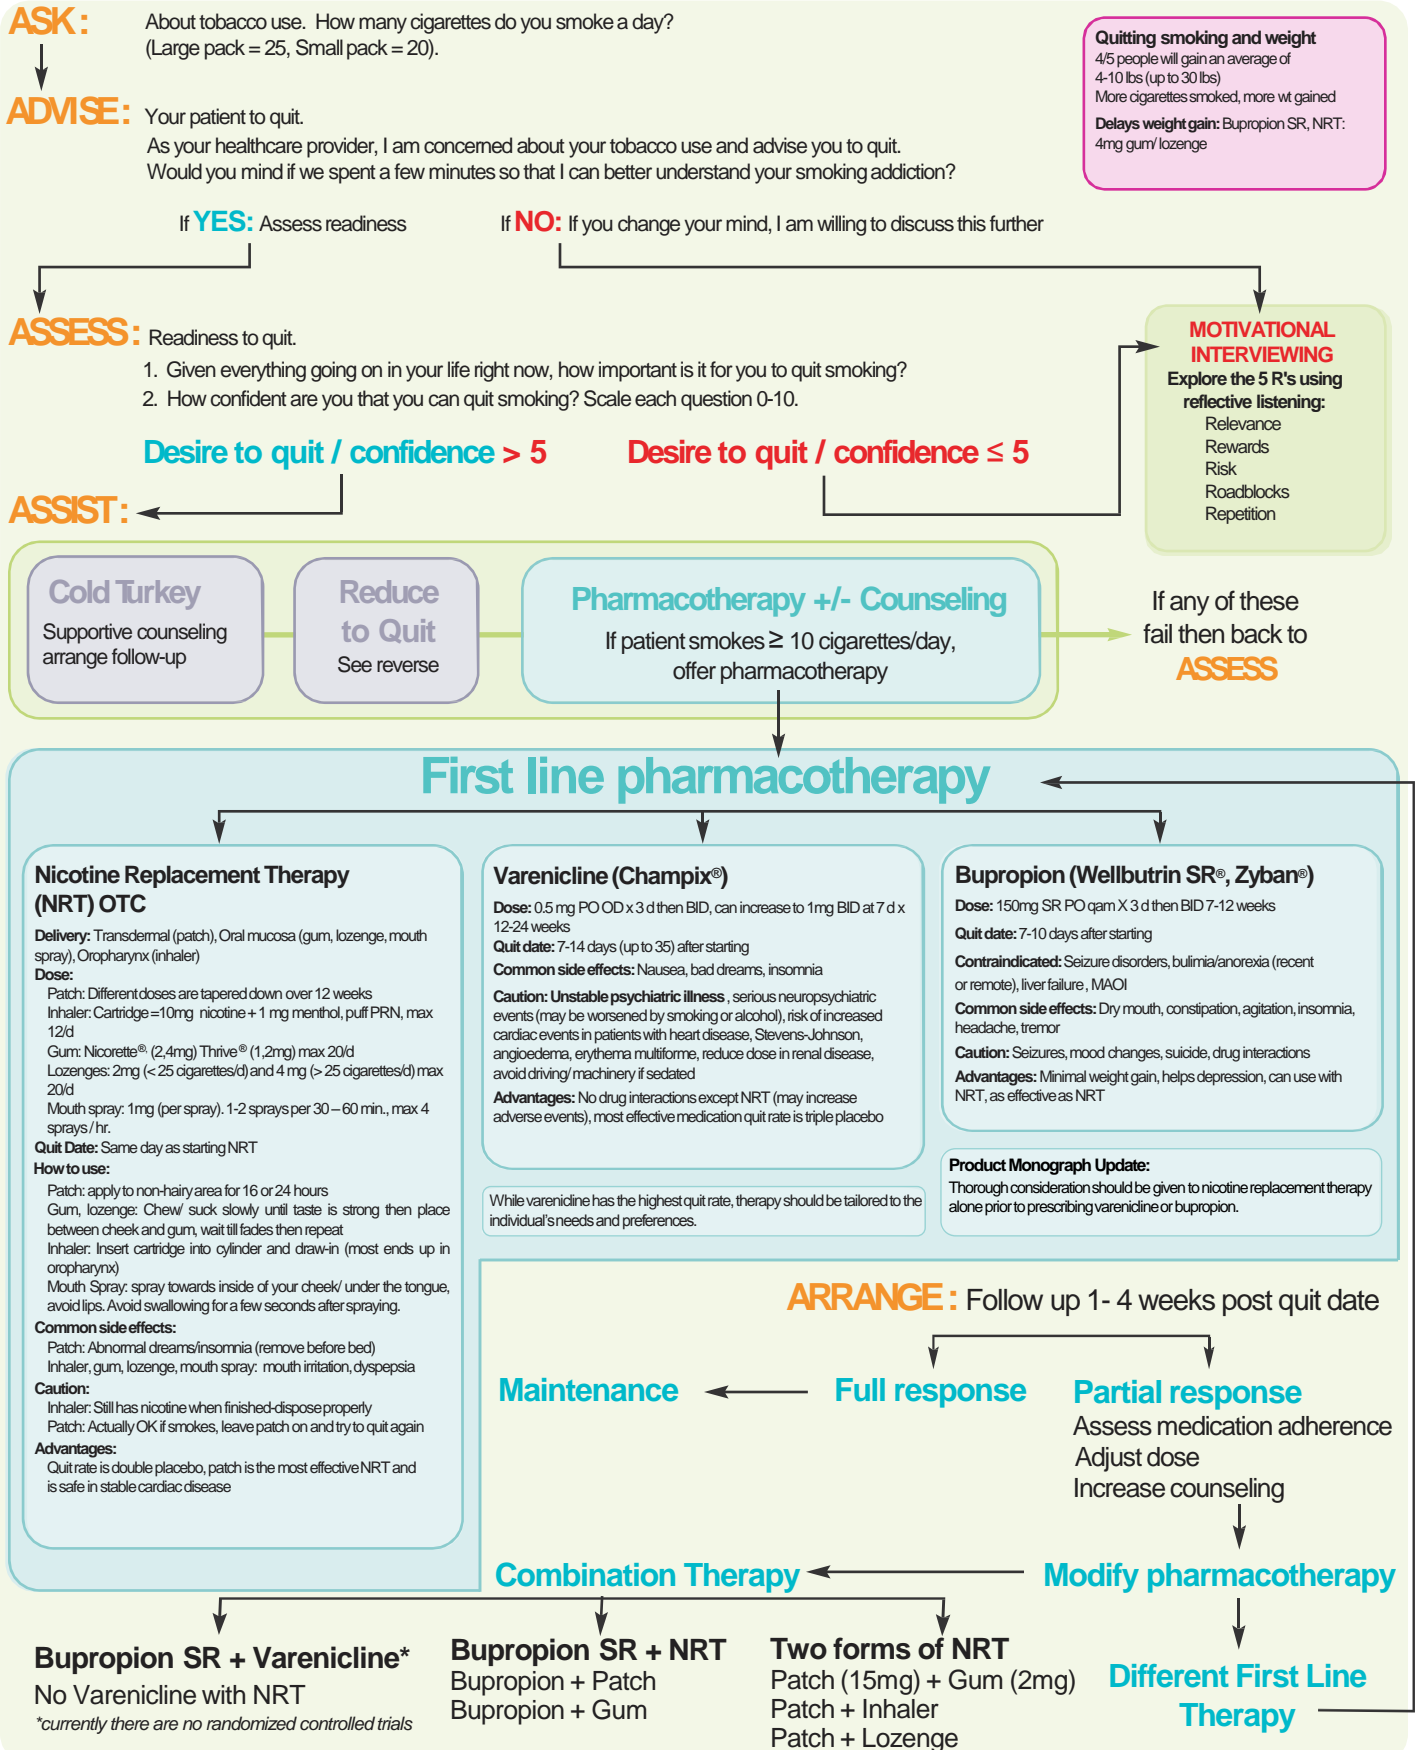 ASK:
About tobacco use. How many cigarettes do you smoke a day?
(Large pack = 25, Small pack = 20).
Quitting smoking and weight
4/5 people will gain an average of
4-10 lbs (up to 30 lbs)
More cigarettes smoked, more wt gained
Delays weight gain: Bupropion SR, NRT:
4mg gum/ lozenge
ADVISE: Your patient to quit.
As your healthcare provider, I am concerned about your tobacco use and advise you to quit.
Would you mind if we spent a few minutes so that I can better understand your smoking addiction?
If YES: Assess readiness
If NO: If you change your mind, I am willing to discuss this further
ASSESS: Readiness to quit.
1. Given everything going on in your life right now, how important is it for you to quit smoking?
2. How confident are you that you can quit smoking? Scale each question 0-10.
MOTIVATIONAL
INTERVIEWING
Explore the 5 R's using
reflective listening:
Relevance
Rewards
Risk
Roadblocks
Repetition
Desire to quit / confidence > 5
Desire to quit / confidence ≤ 5
ASSIST:
Cold Turkey
Supportive counseling
arrange follow-up
Reduce
to Quit
See reverse
Pharmacotherapy +/- Counseling
If patient smokes ≥ 10 cigarettes/day,
offer pharmacotherapy
If any of these
fail then back to
ASSESS
First line pharmacotherapy
Nicotine Replacement Therapy
(NRT) OTC
Delivery: Transdermal (patch), Oral mucosa (gum, lozenge, mouth
spray), Oropharynx (inhaler)
Dose:
Patch: Different doses are tapered down over 12 weeks
Inhaler: Cartridge =10mg nicotine + 1 mg menthol, puff PRN, max
12/d
Gum: Nicorette®, (2,4mg) Thrive® (1,2mg) max 20/d
Lozenges: 2mg (< 25 cigarettes/d) and 4 mg (> 25 cigarettes/d) max
20/d
Mouth spray: 1mg (per spray). 1-2 sprays per 30 – 60 min., max 4
sprays / hr.
Quit Date: Same day as starting NRT
How to use:
Patch: apply to non-hairy area for 16 or 24 hours
Gum, lozenge: Chew/ suck slowly until taste is strong then place
between cheek and gum, wait till fades then repeat
Inhaler: Insert cartridge into cylinder and draw-in (most ends up in
oropharynx)
Mouth Spray: spray towards inside of your cheek/ under the tongue,
avoid lips. Avoid swallowing for a few seconds after spraying.
Common side effects:
Patch: Abnormal dreams/insomnia (remove before bed)
Inhaler, gum, lozenge, mouth spray: mouth irritation, dyspepsia
Caution:
Inhaler: Still has nicotine when finished-dispose properly
Patch: Actually OK if smokes, leave patch on and try to quit again
Advantages:
Quit rate is double placebo, patch is the most effective NRT and
is safe in stable cardiac disease
Varenicline (Champix®)
Dose: 0.5 mg PO OD x 3 d then BID, can increase to 1mg BID at 7 d x
12-24 weeks
Quit date: 7-14 days (up to 35) after starting
Common side effects: Nausea, bad dreams, insomnia
Caution: Unstable psychiatric illness , serious neuropsychiatric
events (may be worsened by smoking or alcohol), risk of increased
cardiac events in patients with heart disease, Stevens-Johnson,
angioedema, erythema multiforme, reduce dose in renal disease,
avoid driving/ machinery if sedated
Advantages: No drug interactions except NRT (may increase
adverse events), most effective medication quit rate is triple placebo
While varenicline has the highest quit rate, therapy should be tailored to the
individual's needs and preferences.
Bupropion (Wellbutrin SR®, Zyban®)
Dose: 150mg SR PO qam X 3 d then BID 7-12 weeks
Quit date: 7-10 days after starting
Contraindicated: Seizure disorders, bulimia/anorexia (recent
or remote), liver failure , MAOI
Common side effects: Dry mouth, constipation, agitation, insomnia,
headache, tremor
Caution: Seizures, mood changes, suicide, drug interactions
Advantages: Minimal weight gain, helps depression, can use with
NRT, as effective as NRT
Product Monograph Update:
Thorough consideration should be given to nicotine replacement therapy
alone prior to prescribing varenicline or bupropion.
ARRANGE: Follow up 1- 4 weeks post quit date
Maintenance
Full response
Partial response
Assess medication adherence
Adjust dose
Increase counseling
Combination Therapy
Modify pharmacotherapy
Bupropion SR + Varenicline*
No Varenicline with NRT
*currently there are no randomized controlled trials
Bupropion SR + NRT
Bupropion + Patch
Bupropion + Gum
Two forms of NRT
Patch (15mg) + Gum (2mg)
Patch + Inhaler
Patch + Lozenge
Different First Line
Therapy